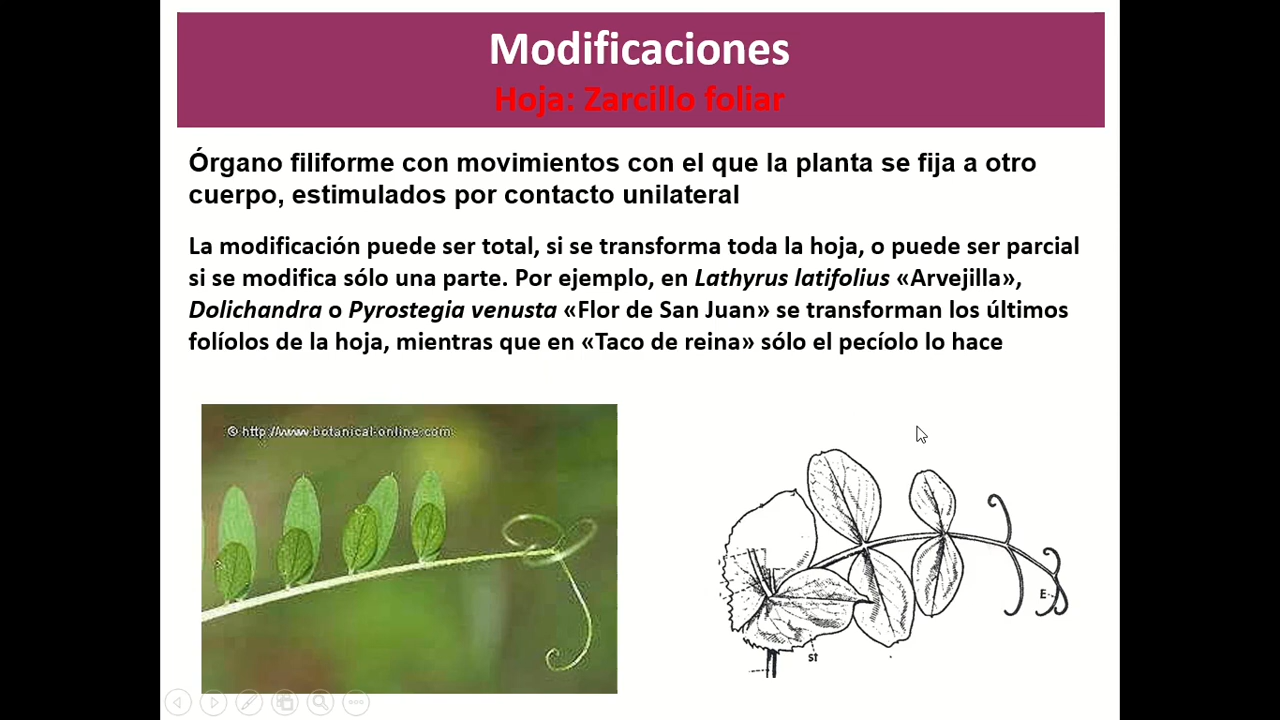 Modificaciones
Hoja: Zarcillo foliar
Órgano filiforme con movimientos con el que la planta se fija a otro
cuerpo, estimulados por contacto unilateral
La modificación puede ser total, si se transforma toda la hoja, o puede ser parcial
si se modifica sólo una parte. Por ejemplo, en Lathyrus latifolius «Arvejilla»,
Dolichandra o Pyrostegia venusta «Flor de San Juan» se transforman los últimos
folíolos de la hoja, mientras que en «Taco de reina» sólo el pecíolo lo hace
© http://www.botanical-online.com
E
st